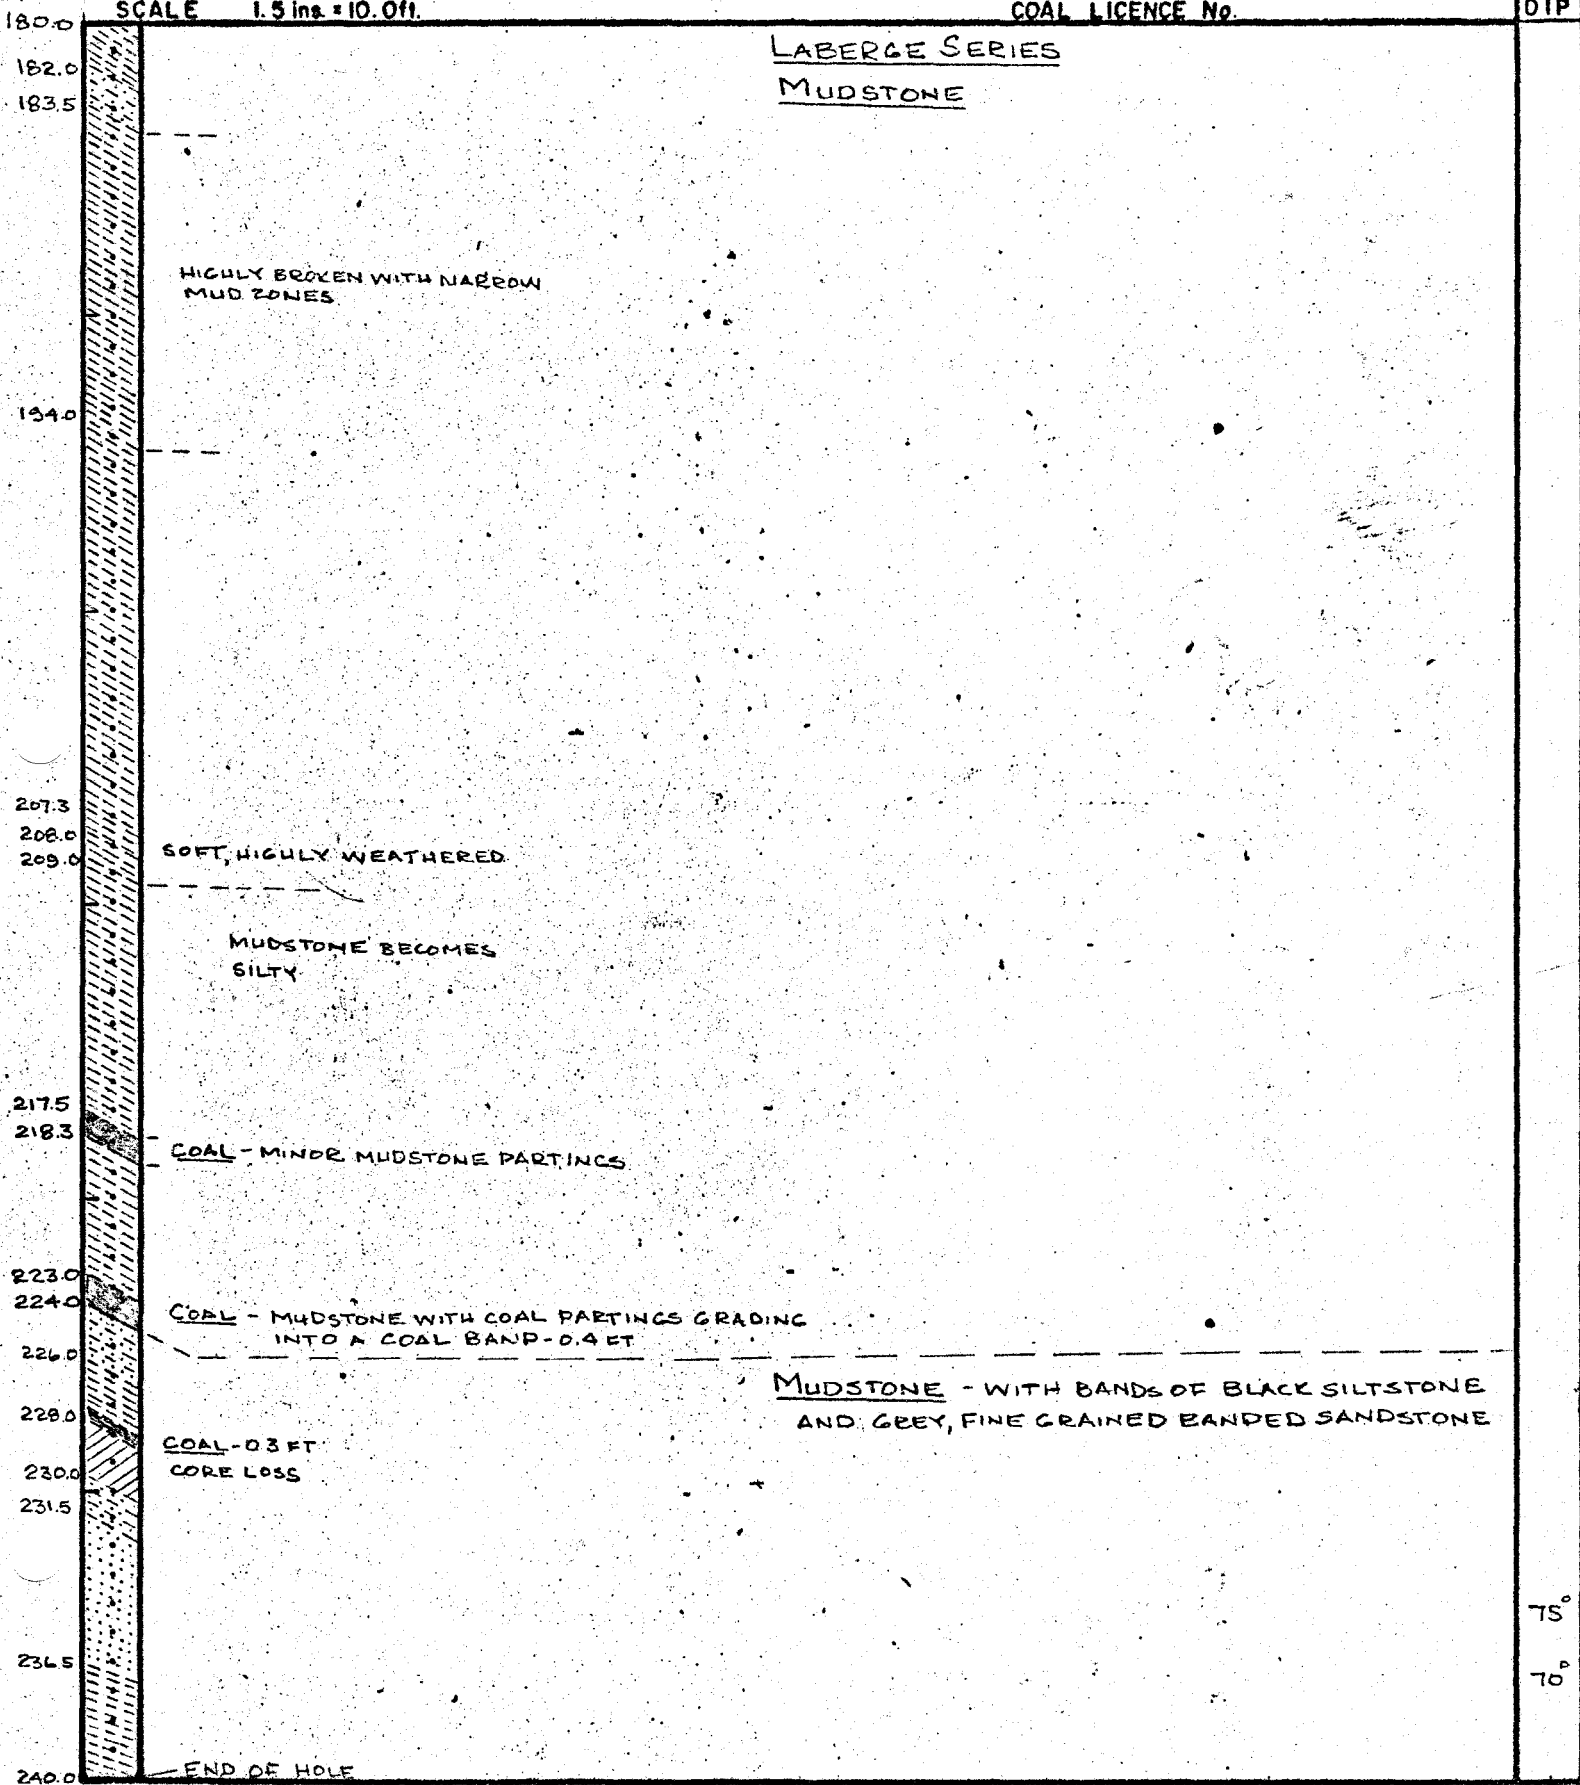 SCALE 1.5 ins = 10.0ft. COAL LICENCE No. DIP
180.0
LABERGE SERIES
182.0
MUDSTONE
183.5
HIGHLY BROKEN WITH NARROW
MUD ZONES
194.0
207.3
208.0
209.0
SOFT, HIGHLY WEATHERED
MUDSTONE BECOMES
SILTY
217.5
218.3
COAL - MINOR MUDSTONE PARTINGS
223.0
224.0
COAL - MUDSTONE WITH COAL PARTINGS GRADING
INTO A COAL BAND - 0.4 FT
226.0
MUDSTONE - WITH BANDS OF BLACK SILTSTONE
AND GREY, FINE GRAINED BANDED SANDSTONE
228.0
COAL - 0.3 FT
CORE LOSS
230.0
231.5
75°
236.5
70°
END OF HOLE
240.0